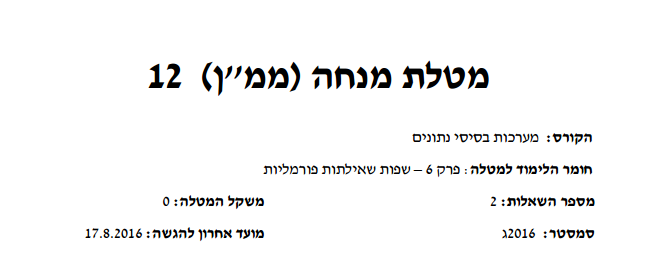 מטלת מנחה (ממ״ן) 12
הקורס: מערכות בסיסי נתונים
חומר הלימוד למטלה: פרק 6 – שפות שאילתות פורמליות
מספר השאלות: 2 משקל המטלה: 0
סמסטר: 2016ג מועד אחרון להגשה: 17.8.2016